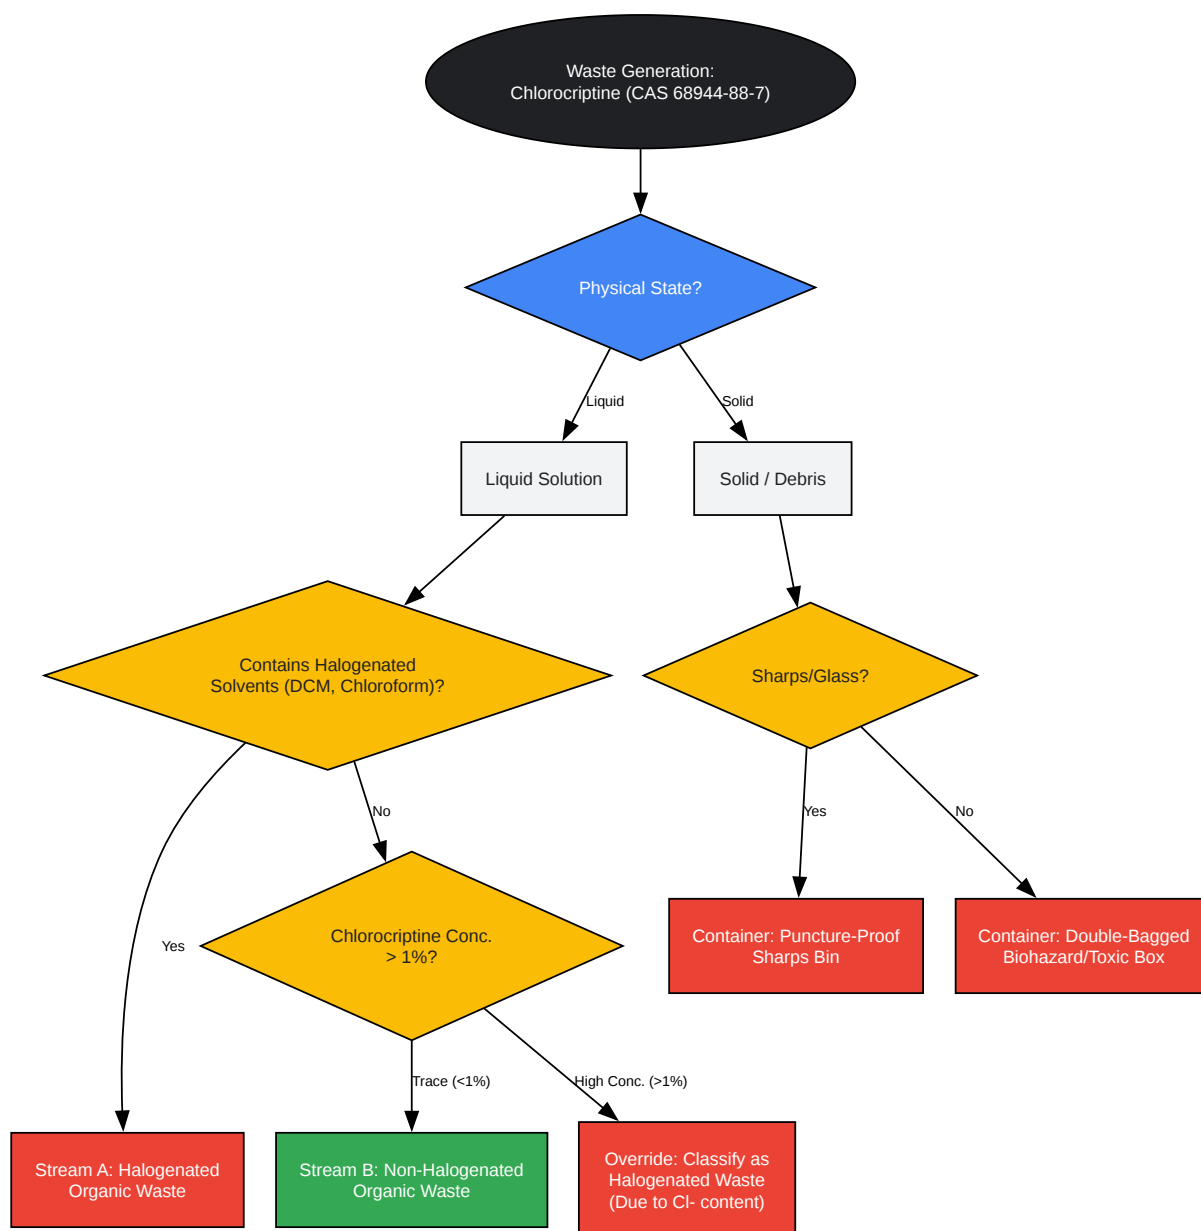 Waste Generation:
Chlorocriptine (CAS 68944-88-7)
Physical State?
Liquid
Solid
Liquid Solution
Solid / Debris
Contains Halogenated
Solvents (DCM, Chloroform)?
Sharps/Glass?
No
Yes
No
Yes
Chlorocriptine Conc.
> 1%?
Container: Puncture-Proof
Sharps Bin
Container: Double-Bagged
Biohazard/Toxic Box
Trace (<1%)
High Conc. (>1%)
Stream A: Halogenated
Organic Waste
Stream B: Non-Halogenated
Organic Waste
Override: Classify as
Halogenated Waste
(Due to Cl- content)